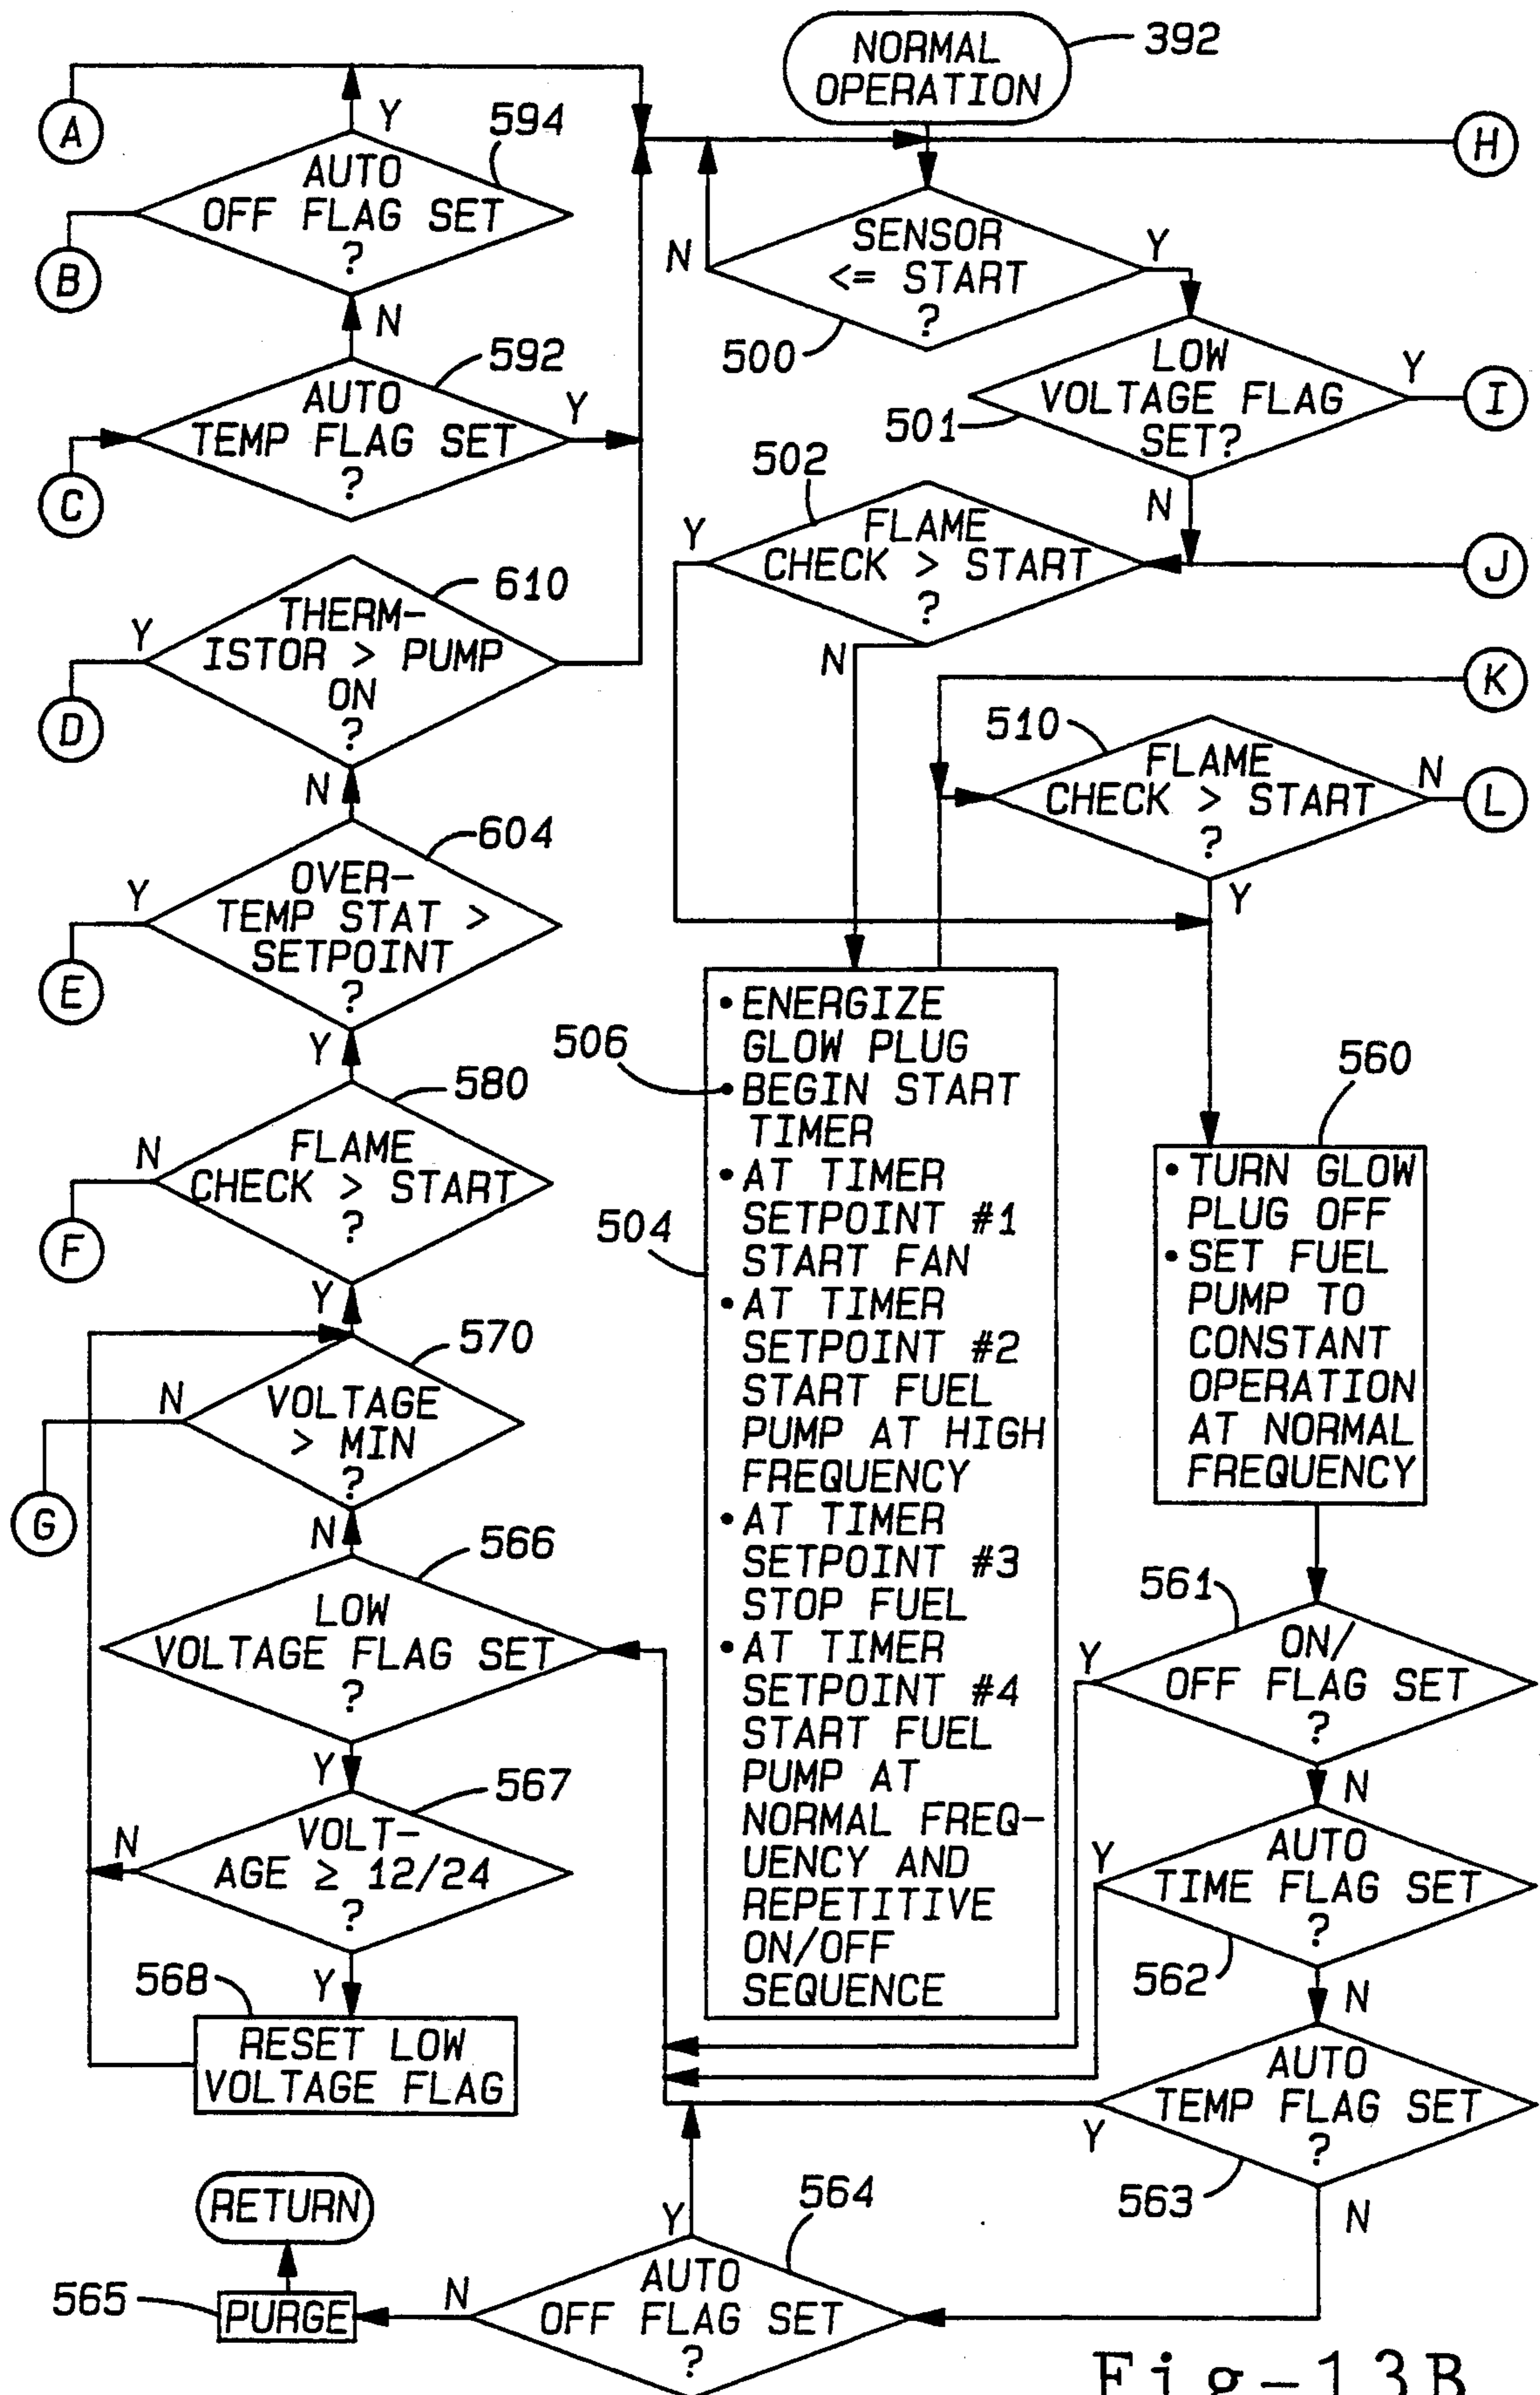 NORMAL
OPERATION
392
A
Y
594
AUTO
OFF FLAG SET
?
B
N
592
AUTO
TEMP FLAG SET
?
Y
C
610
THERM-
ISTOR > PUMP
ON
?
Y
D
N
604
OVER-
TEMP STAT >
SETPOINT
?
Y
E
Y
580
FLAME
CHECK > START
?
N
F
Y
570
VOLTAGE
> MIN
?
N
G
N
566
LOW
VOLTAGE FLAG SET
?
Y
567
VOLT-
AGE ≥ 12/24
?
N
Y
568
RESET LOW
VOLTAGE FLAG
H
SENSOR
<= START
?
N
Y
500
LOW
VOLTAGE FLAG
SET?
Y
I
501
N
502
FLAME
CHECK > START
?
Y
J
N
K
510
FLAME
CHECK > START
?
N
L
Y
506
504
•ENERGIZE
GLOW PLUG
•BEGIN START
TIMER
•AT TIMER
SETPOINT #1
START FAN
•AT TIMER
SETPOINT #2
START FUEL
PUMP AT HIGH
FREQUENCY
•AT TIMER
SETPOINT #3
STOP FUEL
•AT TIMER
SETPOINT #4
START FUEL
PUMP AT
NORMAL FREQ-
UENCY AND
REPETITIVE
ON/OFF
SEQUENCE
560
•TURN GLOW
PLUG OFF
•SET FUEL
PUMP TO
CONSTANT
OPERATION
AT NORMAL
FREQUENCY
561
ON/
OFF FLAG SET
?
Y
N
AUTO
TIME FLAG SET
?
Y
562
N
AUTO
TEMP FLAG SET
?
Y
563
N
564
AUTO
OFF FLAG SET
?
Y
N
565
PURGE
RETURN
Fig-13B